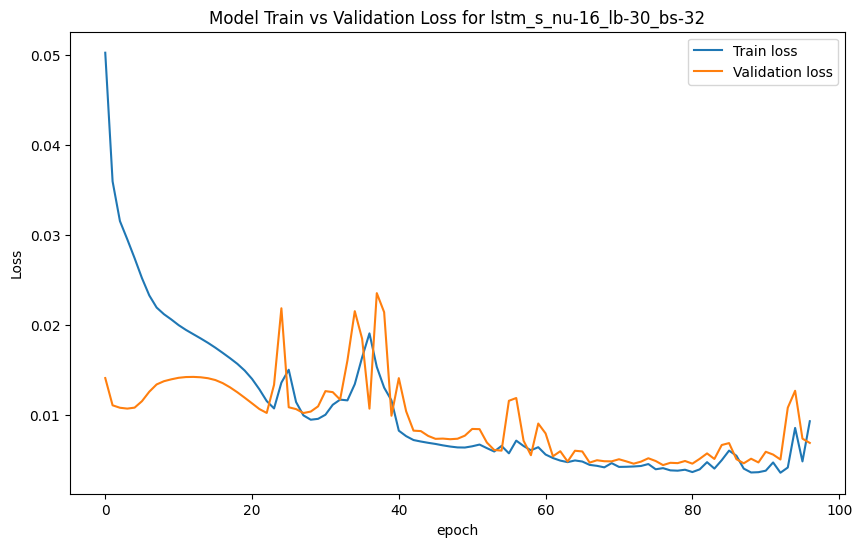 Model Train vs Validation Loss for lstm_s_nu-16_lb-30_bs-32
Train loss
Validation loss
0.05
0.04
0.03
0.02
0.01
Loss
0
20
40
60
80
100
epoch